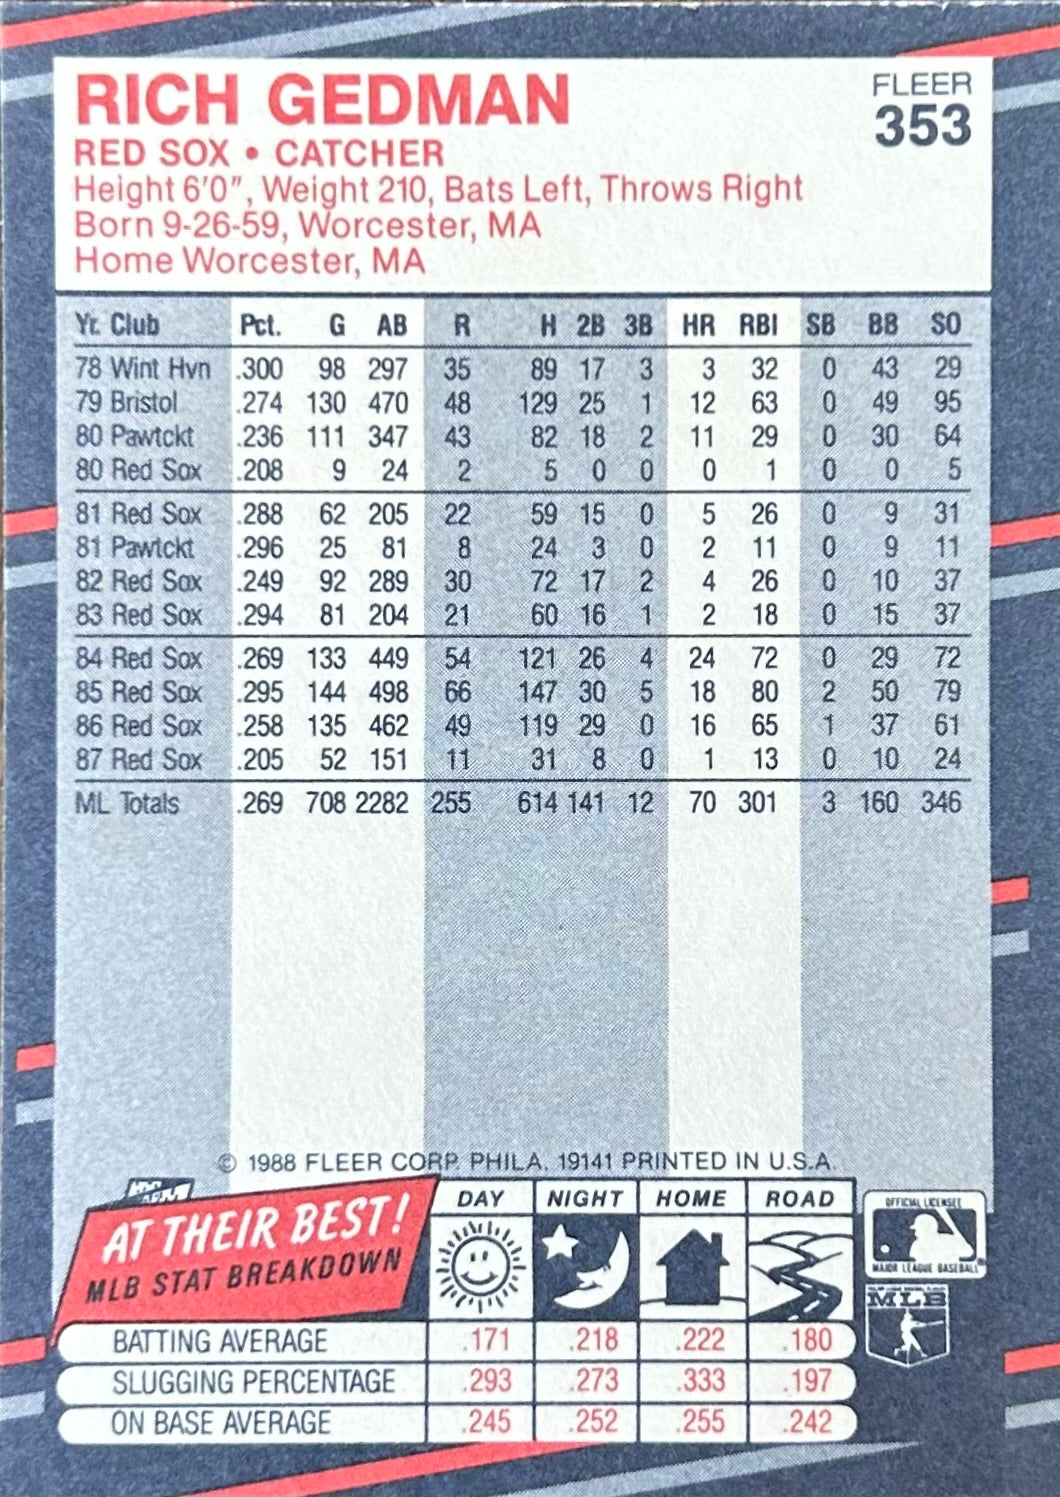 RICH GEDMAN
FLEER
353
RED SOX • CATCHER
Height 6'0", Weight 210, Bats Left, Throws Right
Born 9-26-59, Worcester, MA
Home Worcester, MA
Yr. Club Pct. G AB R H 2B 3B HR RBI SB BB SO
78 Wint Hvn .300 98 297 35 89 17 3 3 32 0 43 29
79 Bristol .274 130 470 48 129 25 1 12 63 0 49 95
80 Pawtckt .236 111 347 43 82 18 2 11 29 0 30 64
80 Red Sox .208 9 24 2 5 0 0 0 1 0 0 5
81 Red Sox .288 62 205 22 59 15 0 5 26 0 9 31
81 Pawtckt .296 25 81 8 24 3 0 2 11 0 9 11
82 Red Sox .249 92 289 30 72 17 2 4 26 0 10 37
83 Red Sox .294 81 204 21 60 16 1 2 18 0 15 37
84 Red Sox .269 133 449 54 121 26 4 24 72 0 29 72
85 Red Sox .295 144 498 66 147 30 5 18 80 2 50 79
86 Red Sox .258 135 462 49 119 29 0 16 65 1 37 61
87 Red Sox .205 52 151 11 31 8 0 1 13 0 10 24
ML Totals .269 708 2282 255 614 141 12 70 301 3 160 346
© 1988 FLEER CORP. PHILA. 19141 PRINTED IN U.S.A.
AT THEIR BEST!
MLB STAT BREAKDOWN
DAY NIGHT HOME ROAD
OFFICIAL LICENSEE
MAJOR LEAGUE BASEBALL®
MLB
BATTING AVERAGE .171 .218 .222 .180
SLUGGING PERCENTAGE .293 .273 .333 .197
ON BASE AVERAGE .245 .252 .255 .242